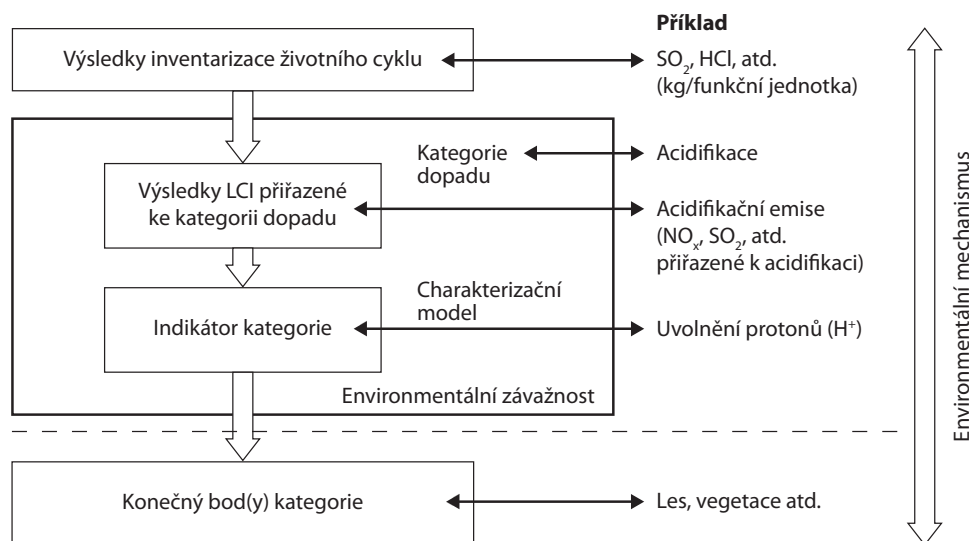 Příklad
Výsledky inventarizace životního cyklu
SO2, HCl, atd.
(kg/funkční jednotka)
Kategorie
dopadu
Acidifikace
Výsledky LCI přiřazené
ke kategorii dopadu
Acidifikační emise
(NOx, SO2, atd.
přiřazené k acidifikaci)
Charakterizační
model
Indikátor kategorie
Uvolnění protonů (H+)
Environmentální závažnost
Konečný bod(y) kategorie
Les, vegetace atd.
Environmentální mechanismus